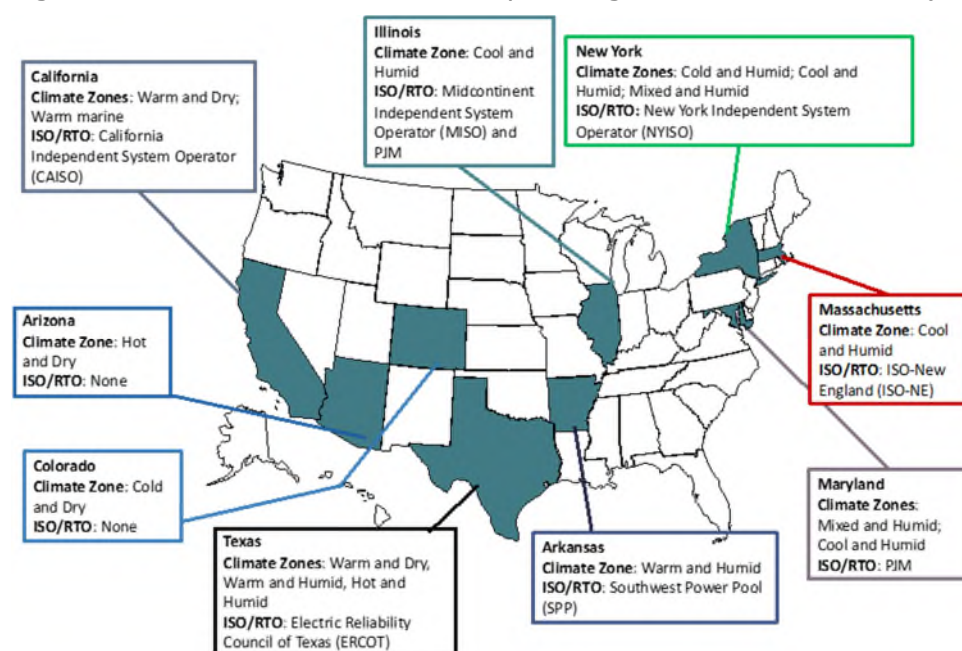 California
Climate Zones: Warm and Dry;
Warm marine
ISO/RTO: California
Independent System Operator
(CAISO)
Illinois
Climate Zone: Cool and
Humid
ISO/RTO: Midcontinent
Independent System
Operator (MISO) and
PJM
New York
Climate Zones: Cold and Humid; Cool and
Humid; Mixed and Humid
ISO/RTO: New York Independent System
Operator (NYISO)
Arizona
Climate Zone: Hot
and Dry
ISO/RTO: None
Massachusetts
Climate Zone: Cool
and Humid
ISO/RTO: ISO-New
England (ISO-NE)
Colorado
Climate Zone: Cold
and Dry
ISO/RTO: None
Maryland
Climate Zones:
Mixed and Humid;
Cool and Humid
ISO/RTO: PJM
Texas
Climate Zones: Warm and Dry,
Warm and Humid, Hot and
Humid
ISO/RTO: Electric Reliability
Council of Texas (ERCOT)
Arkansas
Climate Zone: Warm and Humid
ISO/RTO: Southwest Power Pool
(SPP)